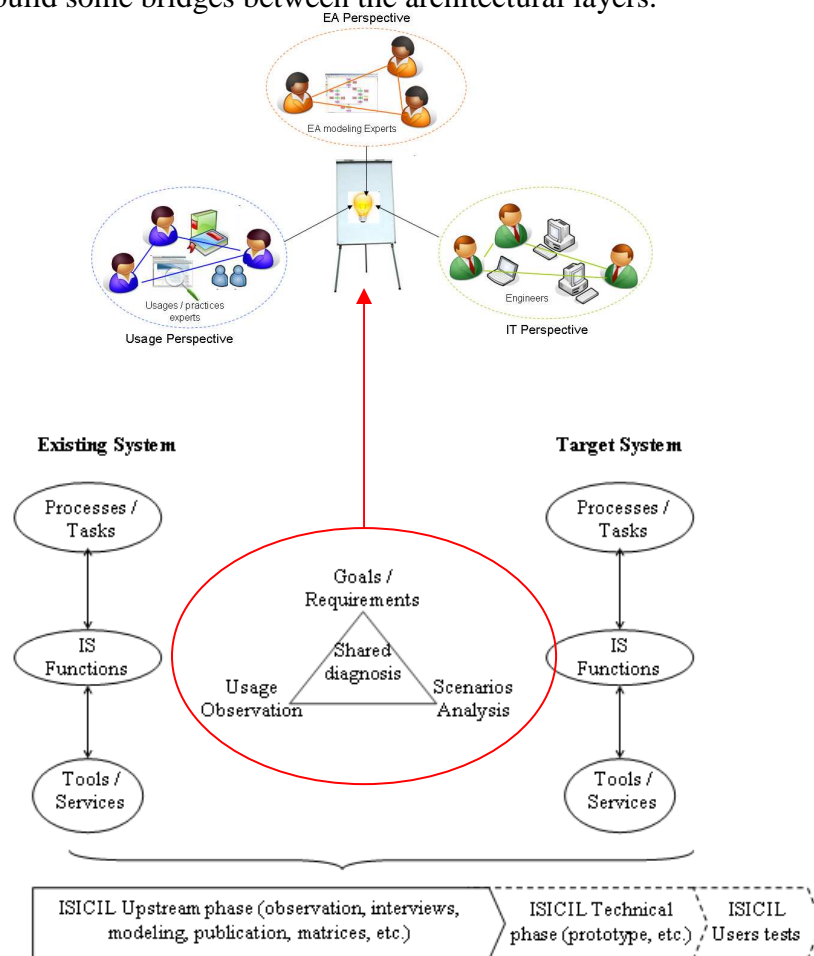 build some bridges between the architectural layers.
EA Perspective
EA modeling Experts
Usages / practices
experts
Usage Perspective
Engineers
IT Perspective
Existing System
Target System
Processes /
Tasks
Processes /
Tasks
Goals /
Requirements
IS
Functions
Shared
diagnosis
IS
Functions
Usage
Observation
Scenarios
Analysis
Tools /
Services
Tools /
Services
ISICIL Upstream phase (observation, interviews,
modeling, publication, matrices, etc.)
ISICIL Technical
phase (prototype, etc.)
ISICIL
Users tests